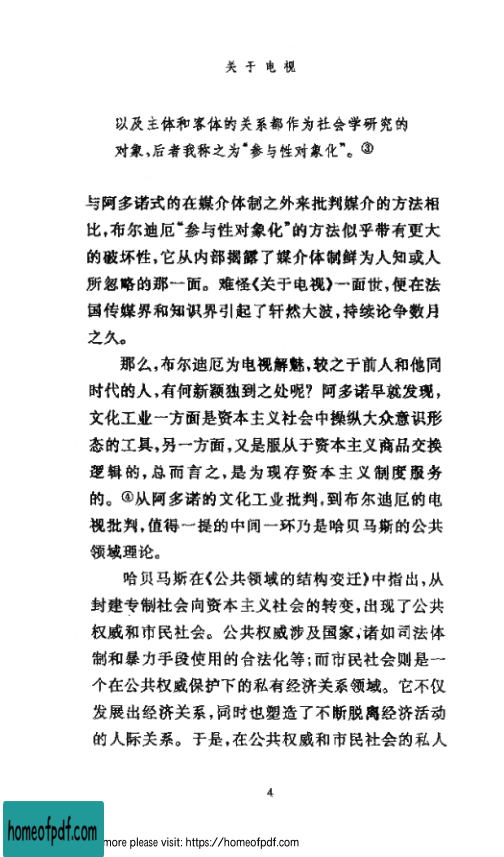 关于电视
以及主体和客体的关系都作为社会学研究的
对象,后者我称之为“参与性对象化”。③
与阿多诺式的在媒介体制之外来批判媒介的方法相
比,布尔迪厄“参与性对象化”的方法似乎带有更大
的破坏性,它从内部揭露了媒介体制鲜为人知或人
所忽略的那一面。难怪《关于电视》一面世,便在法
国传媒界和知识界引起了轩然大波,持续论争数月
之久。
那么,布尔迪厄为电视解魅,较之于前人和他同
时代的人,有何新颖独到之处呢?阿多诺早就发现,
文化工业一方面是资本主义社会中操纵大众意识形
态的工具,另一方面,又是服从于资本主义商品交换
逻辑的,总而言之,是为现存资本主义制度服务
的。④从阿多诺的文化工业批判,到布尔迪厄的电
视批判,值得一提的中间一环乃是哈贝马斯的公共
领域理论。
哈贝马斯在《公共领域的结构变迁》中指出,从
封建专制社会向资本主义社会的转变,出现了公共
权威和市民社会。公共权威涉及国家,诸如司法体
制和暴力手段使用的合法化等;而市民社会则是一
个在公共权威保护下的私有经济关系领域。它不仅
发展出经济关系,同时也塑造了不断脱离经济活动
的人际关系。于是,在公共权威和市民社会的私人
4
homeofpdf.com
more please visit: https://homeofpdf.com